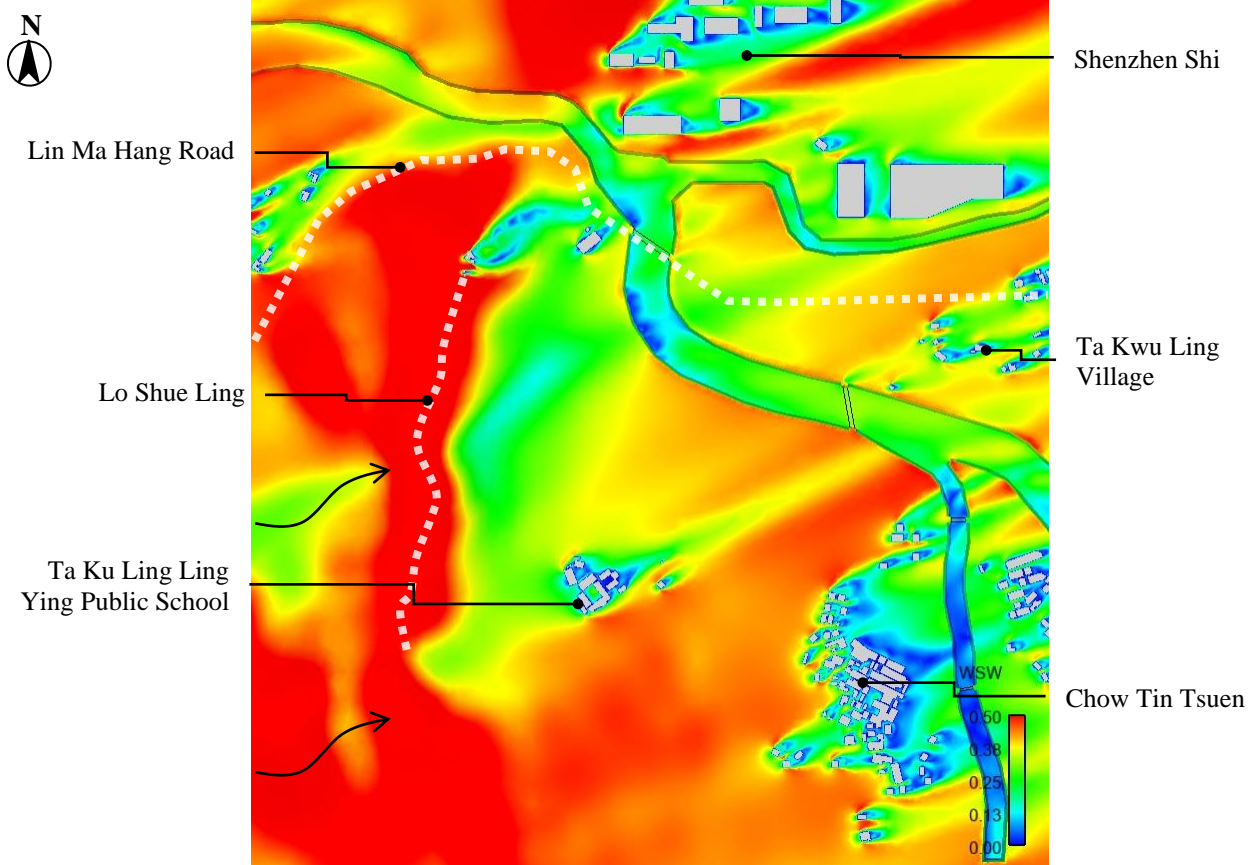 N
Shenzhen Shi
Lin Ma Hang Road
Ta Kwu Ling
Village
Lo Shue Ling
Ta Ku Ling Ling
Ying Public School
Chow Tin Tsuen
WSW
0.50
0.38
0.25
0.13
0.00